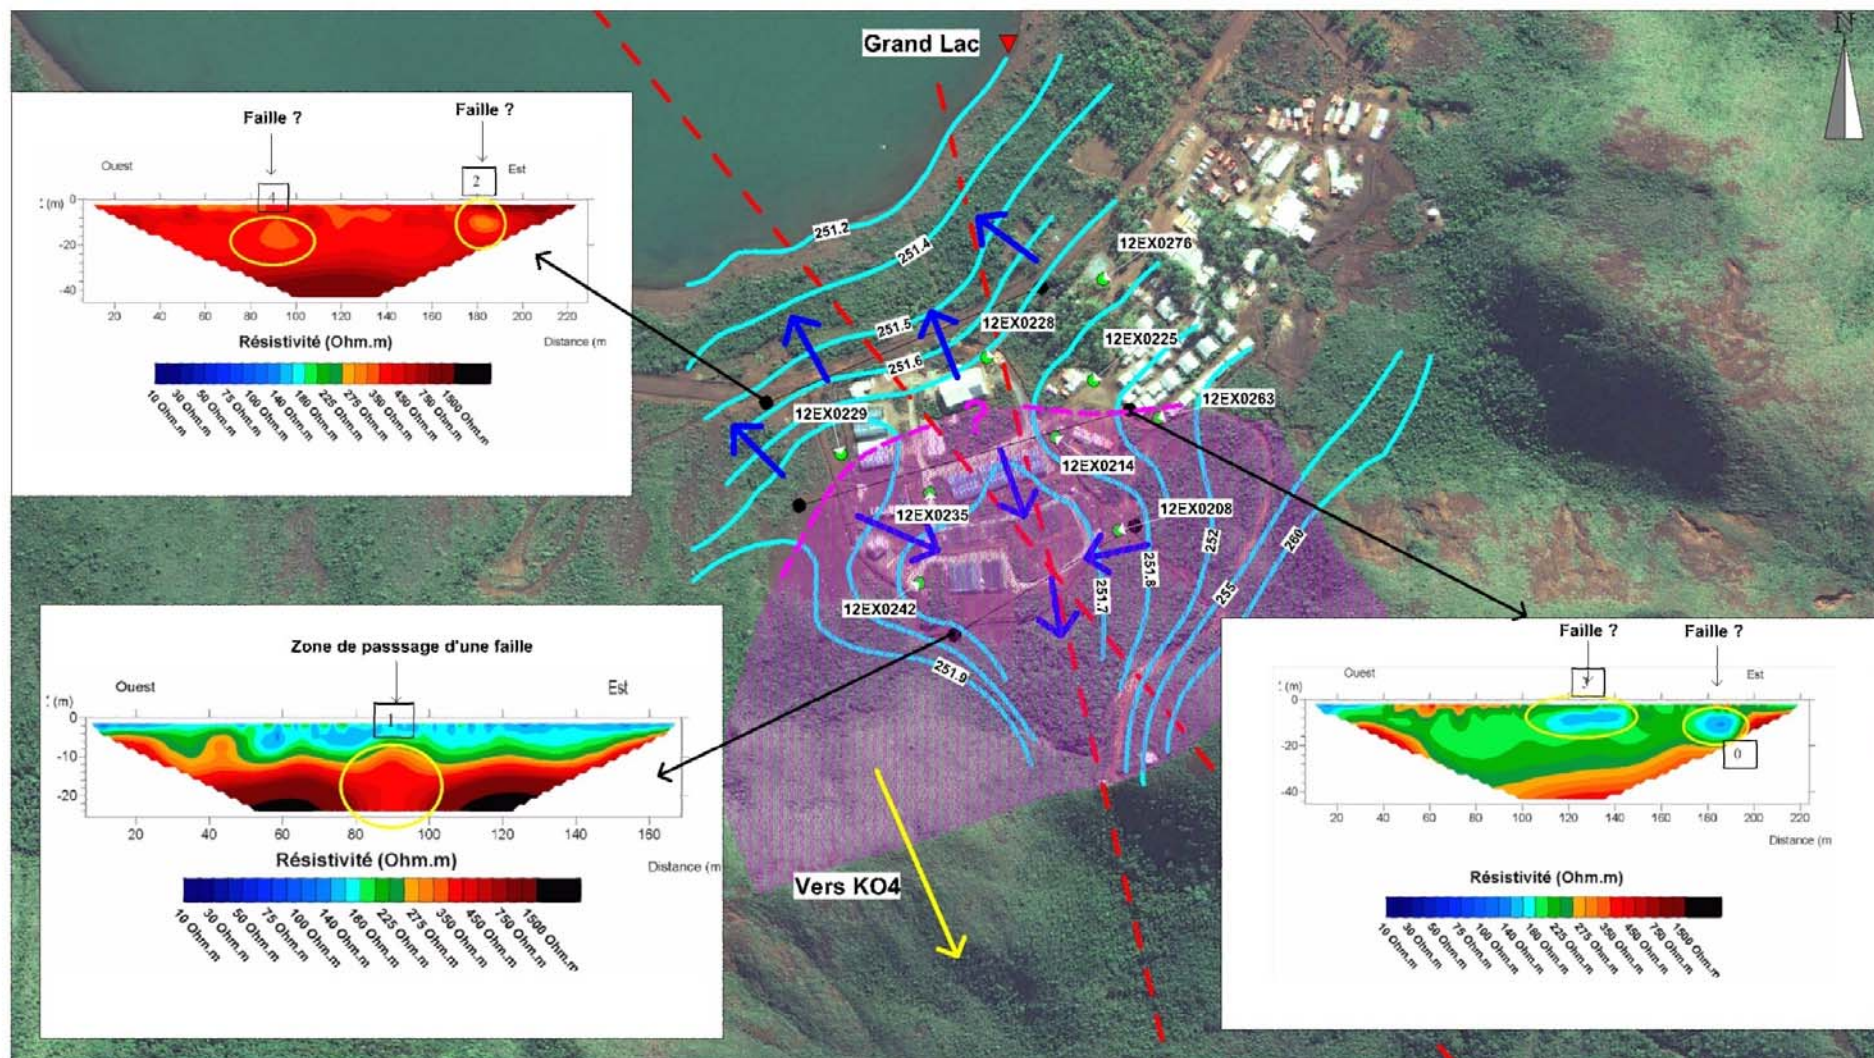 Grand Lac
N
Faille ?
Faille ?
Ouest
Est
4
2
: (m)
0
-20
-40
20 40 60 80 100 120 140 160 180 200 220
Résistivité (Ohm.m)
Distance (m
10 Ohm.m
30 Ohm.m
50 Ohm.m
75 Ohm.m
100 Ohm.m
140 Ohm.m
180 Ohm.m
225 Ohm.m
275 Ohm.m
350 Ohm.m
450 Ohm.m
750 Ohm.m
1500 Ohm.m
251.2
251.4
251.5
251.6
12EX0276
12EX0228
12EX0225
12EX0263
12EX0229
?
12EX0214
12EX0235
12EX0208
12EX0242
251.7
251.8
252
255
260
251.9
Vers KO4
Zone de passsage d'une faille
Ouest
Est
1
: (m)
0
-10
-20
20 40 60 80 100 120 140 160
Résistivité (Ohm.m)
Distance (m
10 Ohm.m
30 Ohm.m
50 Ohm.m
75 Ohm.m
100 Ohm.m
140 Ohm.m
160 Ohm.m
225 Ohm.m
275 Ohm.m
350 Ohm.m
450 Ohm.m
750 Ohm.m
1500 Ohm.m
Faille ?
Faille ?
Ouest
Est
3
: (m)
0
-20
-40
0
20 40 60 80 100 120 140 160 180 200 220
Distance (m
Résistivité (Ohm.m)
10 Ohm.m
30 Ohm.m
50 Ohm.m
75 Ohm.m
100 Ohm.m
140 Ohm.m
160 Ohm.m
225 Ohm.m
275 Ohm.m
350 Ohm.m
450 Ohm.m
750 Ohm.m
1500 Ohm.m